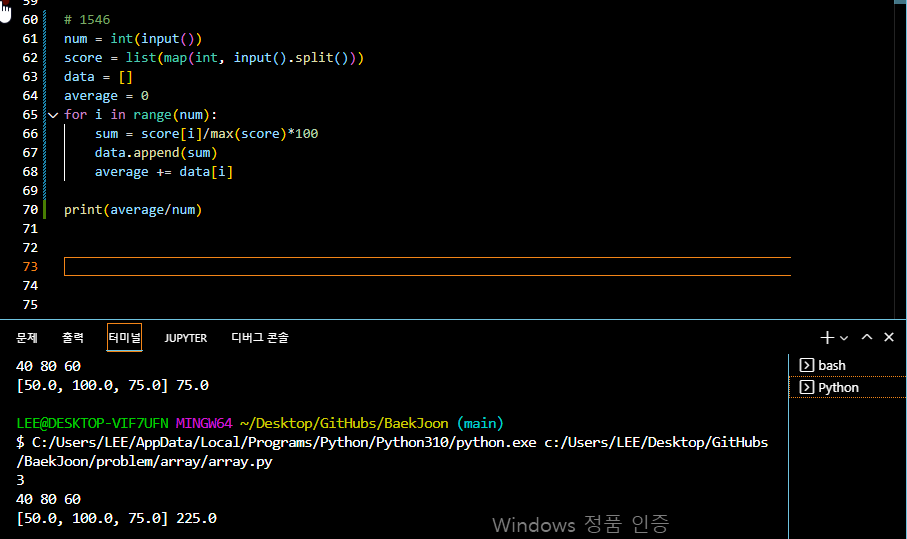 59
60 # 1546
61 num = int(input())
62 score = list(map(int, input().split()))
63 data = []
64 average = 0
65 for i in range(num):
66     sum = score[i]/max(score)*100
67     data.append(sum)
68     average += data[i]
69
70 print(average/num)
71
72
73
74
75
문제 출력 터미널 JUPYTER 디버그 콘솔
40 80 60
[50.0, 100.0, 75.0] 75.0
LEE@DESKTOP-VIF7UFN MINGW64 ~/Desktop/GitHubs/BaekJoon (main)
$ C:/Users/LEE/AppData/Local/Programs/Python/Python310/python.exe c:/Users/LEE/Desktop/GitHubs
/BaekJoon/problem/array/array.py
3
40 80 60
[50.0, 100.0, 75.0] 225.0
bash
Python
Windows 정품 인증